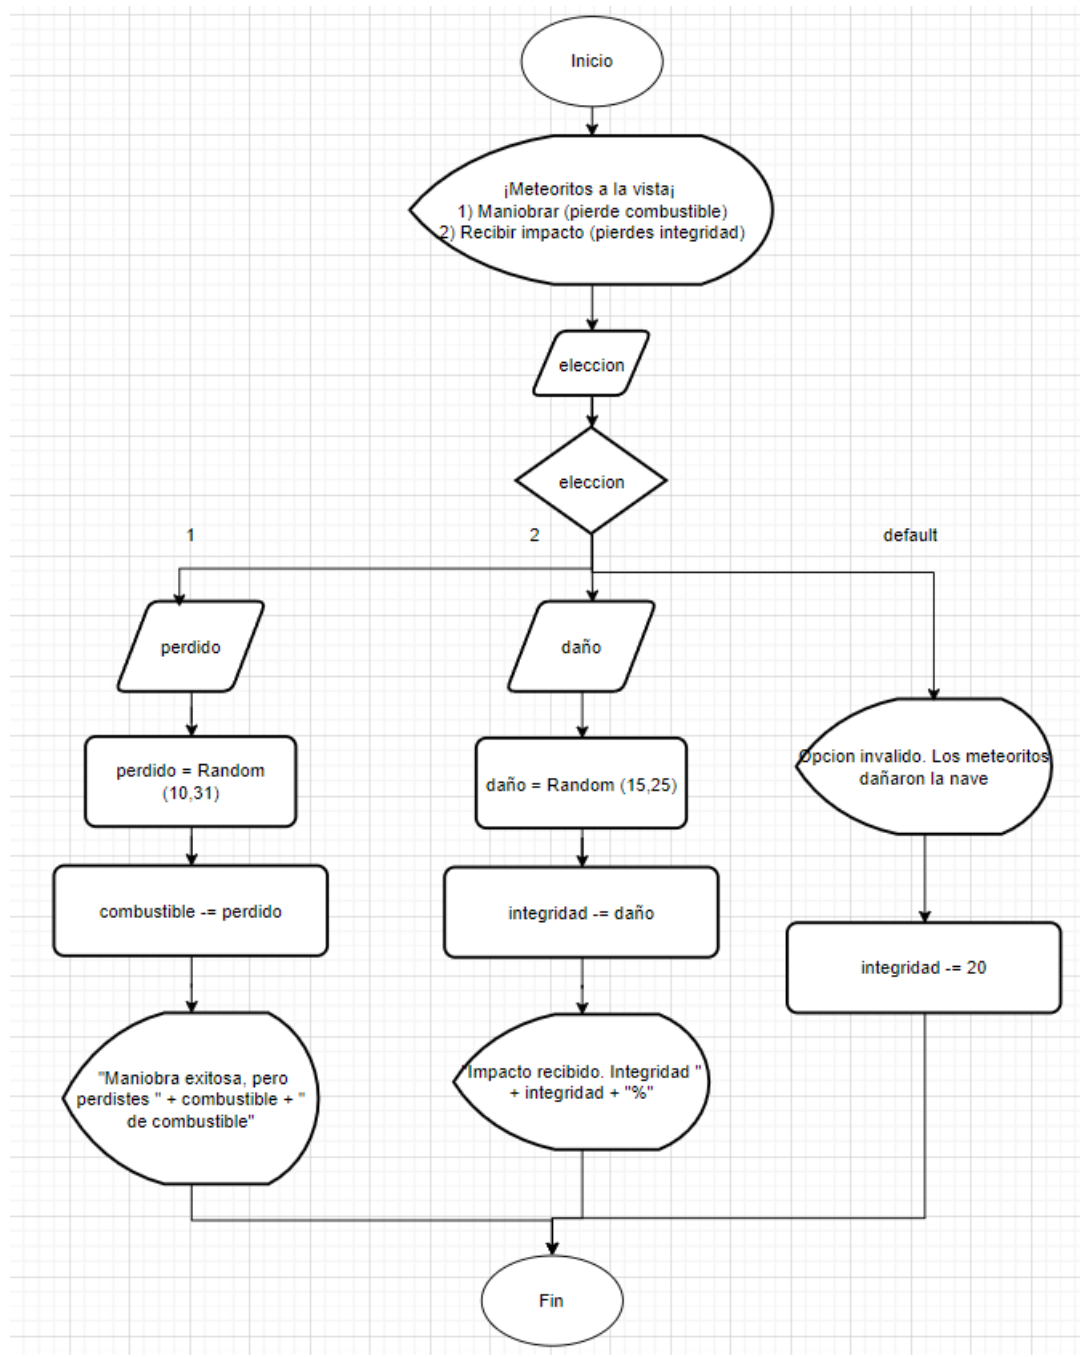 Inicio
¡Meteoritos a la vista¡
1) Maniobrar (pierde combustible)
2) Recibir impacto (pierdes integridad)
eleccion
eleccion
1
2
default
perdido
perdido = Random
(10,31)
combustible -= perdido
"Maniobra exitosa, pero
perdistes " + combustible + "
de combustible"
daño
daño = Random (15,25)
integridad -= daño
"Impacto recibido. Integridad "
+ integridad + "%"
Opcion invalido. Los meteoritos
dañaron la nave
integridad -= 20
Fin